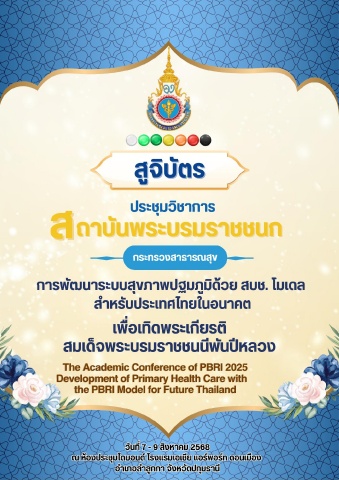 สูจิบัตร
ประชุมวิชาการ
สถาบันพระบรมราชชนก
กระทรวงสาธารณสุข
การพัฒนาระบบสุขภาพปฐมภูมิด้วย สบช. โมเดล
สำหรับประเทศไทยในอนาคต
เพื่อเทิดพระเกียรติ
สมเด็จพระบรมราชชนนีพันปีหลวง
The Academic Conference of PBRI 2025
Development of Primary Health Care with
the PBRI Model for Future Thailand
วันที่ 7 - 9 สิงหาคม 2568
ณ ห้องประชุมไดมอนด์ โรงแรมเอเชีย แอร์พอร์ท ดอนเมือง
อำเภอลำลูกกา จังหวัดปทุมธานี